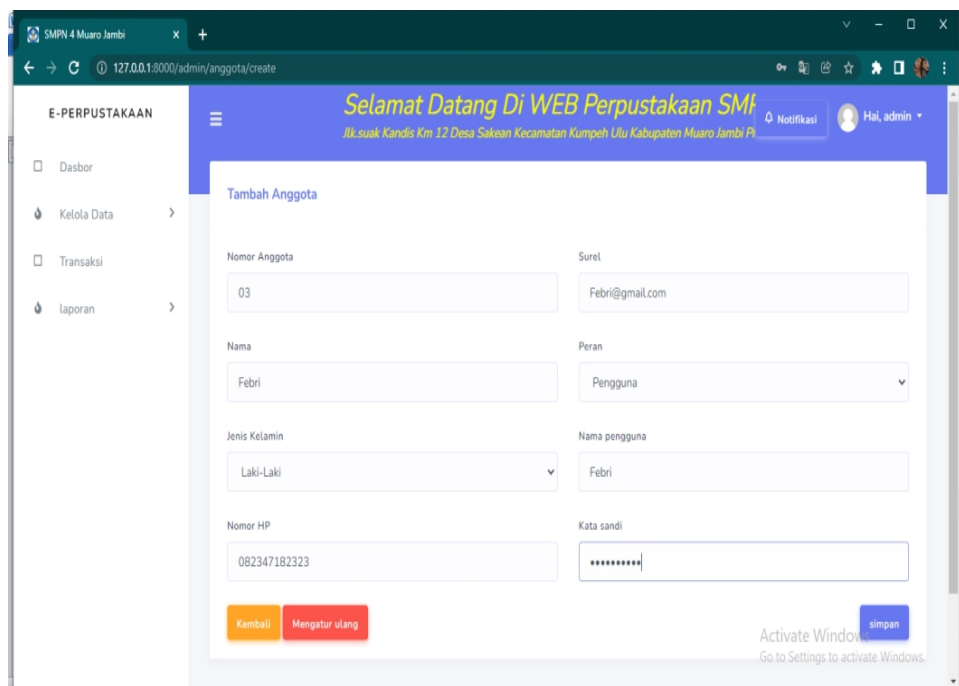 SMPN 4 Muaro Jambi
127.0.0.1:8000/admin/anggota/create
E-PERPUSTAKAAN
Selamat Datang Di WEB Perpustakaan SMP
Jlk.suak Kandis Km 12 Desa Sakean Kecamatan Kumpeh Ulu Kabupaten Muaro Jambi
Notifikasi
Hai, admin
Dasbor
Kelola Data
Transaksi
laporan
Tambah Anggota
Nomor Anggota
Surel
03
Febri@gmail.com
Nama
Peran
Febri
Pengguna
Jenis Kelamin
Nama pengguna
Laki-Laki
Febri
Nomor HP
Kata sandi
082347182323
••••••••••
Kembali
Mengatur ulang
simpan
Activate Windows
Go to Settings to activate Windows.